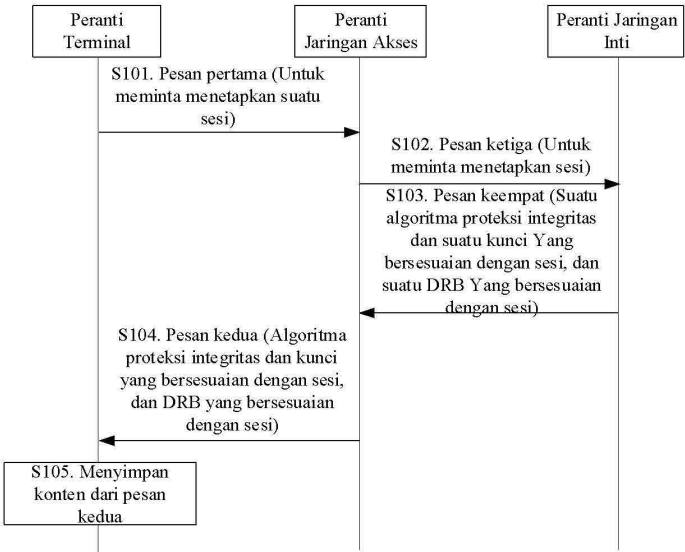 Peranti
Terminal
Peranti
Jaringan Akses
Peranti Jaringan
Inti
S101. Pesan pertama (Untuk
meminta menetapkan suatu
sesi)
S102. Pesan ketiga (Untuk
meminta menetapkan sesi)
S103. Pesan keempat (Suatu
algoritma proteksi integritas
dan suatu kunci Yang
bersesuaian dengan sesi, dan
suatu DRB Yang bersesuaian
dengan sesi)
S104. Pesan kedua (Algoritma
proteksi integritas dan kunci
yang bersesuaian dengan sesi,
dan DRB yang bersesuaian
dengan sesi)
S105. Menyimpan
konten dari pesan
kedua